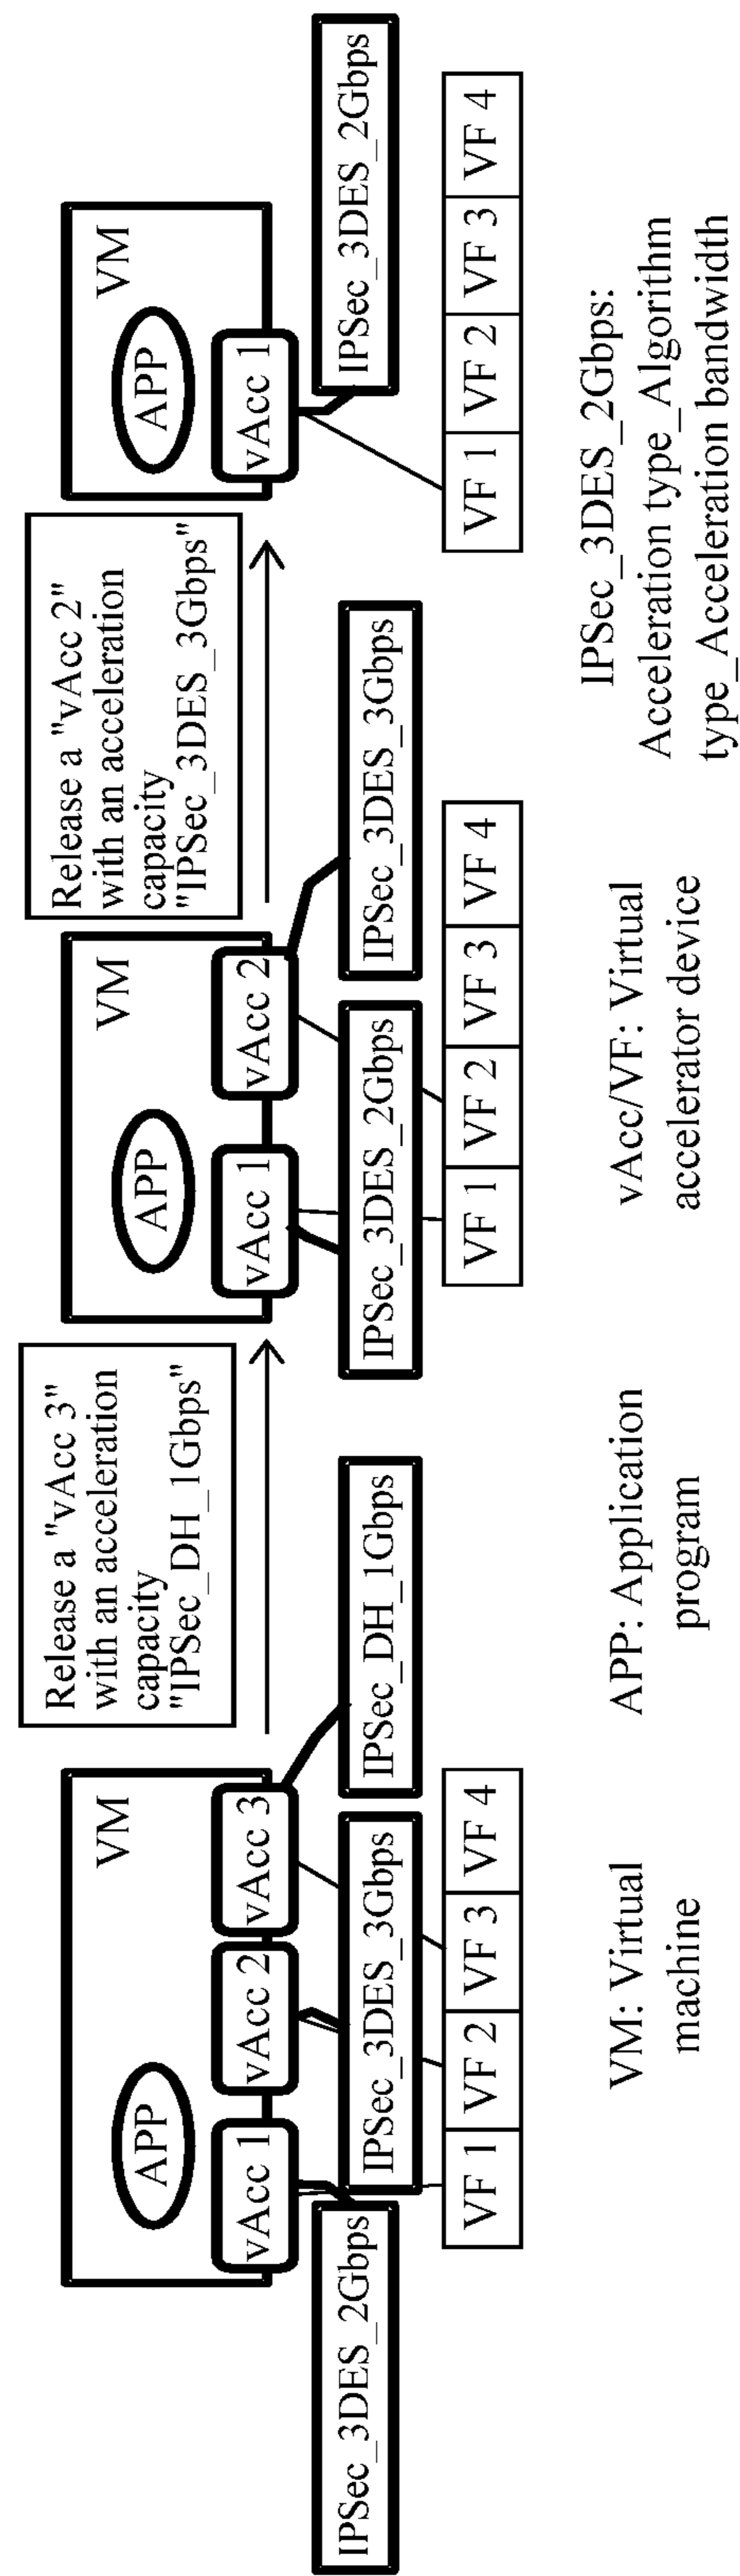 VM
APP
vAcc 1
vAcc 2
vAcc 3
IPSec_3DES_2Gbps
IPSec_3DES_3Gbps
IPSec_DH_1Gbps
VF 1
VF 2
VF 3
VF 4
Release a "vAcc 3"
with an acceleration
capacity
"IPSec_DH_1Gbps"
VM
APP
vAcc 1
vAcc 2
IPSec_3DES_2Gbps
IPSec_3DES_3Gbps
VF 1
VF 2
VF 3
VF 4
Release a "vAcc 2"
with an acceleration
capacity
"IPSec_3DES_3Gbps"
VM
APP
vAcc 1
IPSec_3DES_2Gbps
VF 1
VF 2
VF 3
VF 4
VM: Virtual
machine
APP: Application
program
vAcc/VF: Virtual
accelerator device
IPSec_3DES_2Gbps:
Acceleration type_Algorithm
type_Acceleration bandwidth